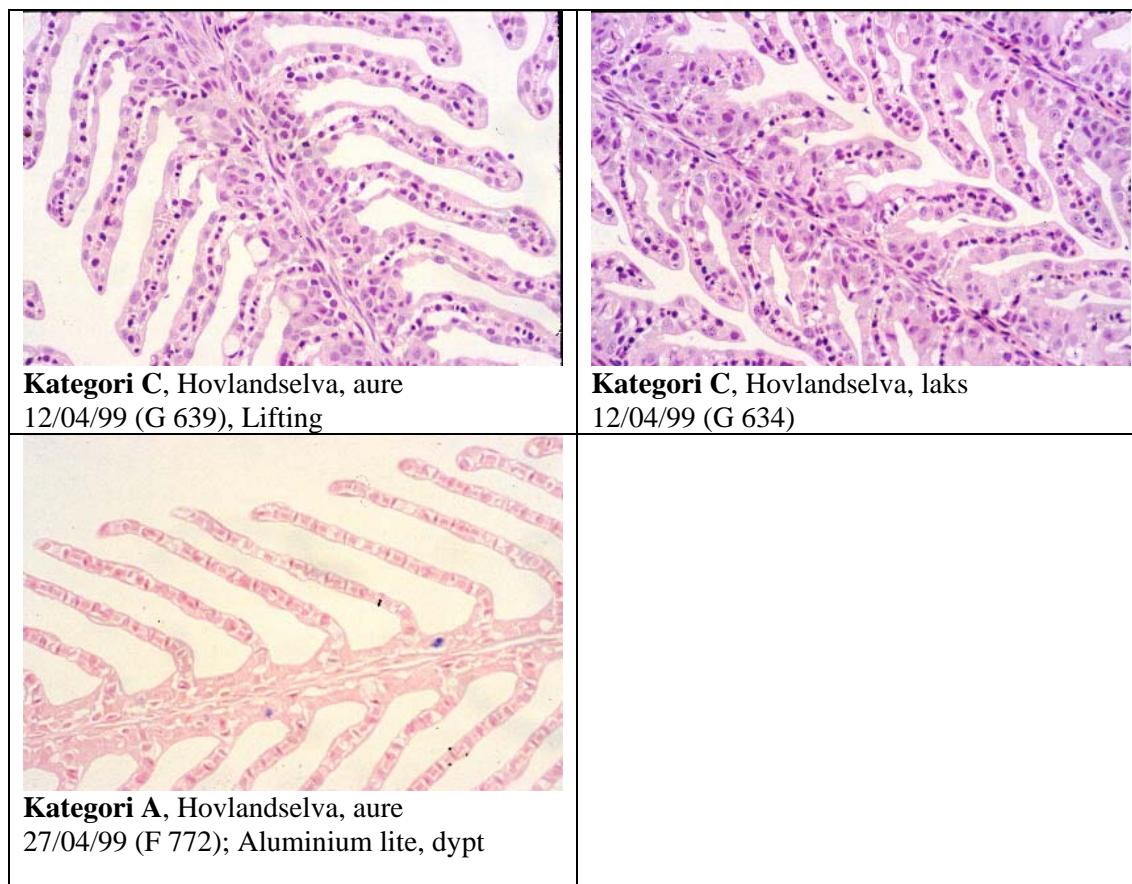 Kategori C, Hovlandselva, aure
12/04/99 (G 639), Lifting
Kategori C, Hovlandselva, laks
12/04/99 (G 634)
Kategori A, Hovlandselva, aure
27/04/99 (F 772); Aluminium lite, dypt